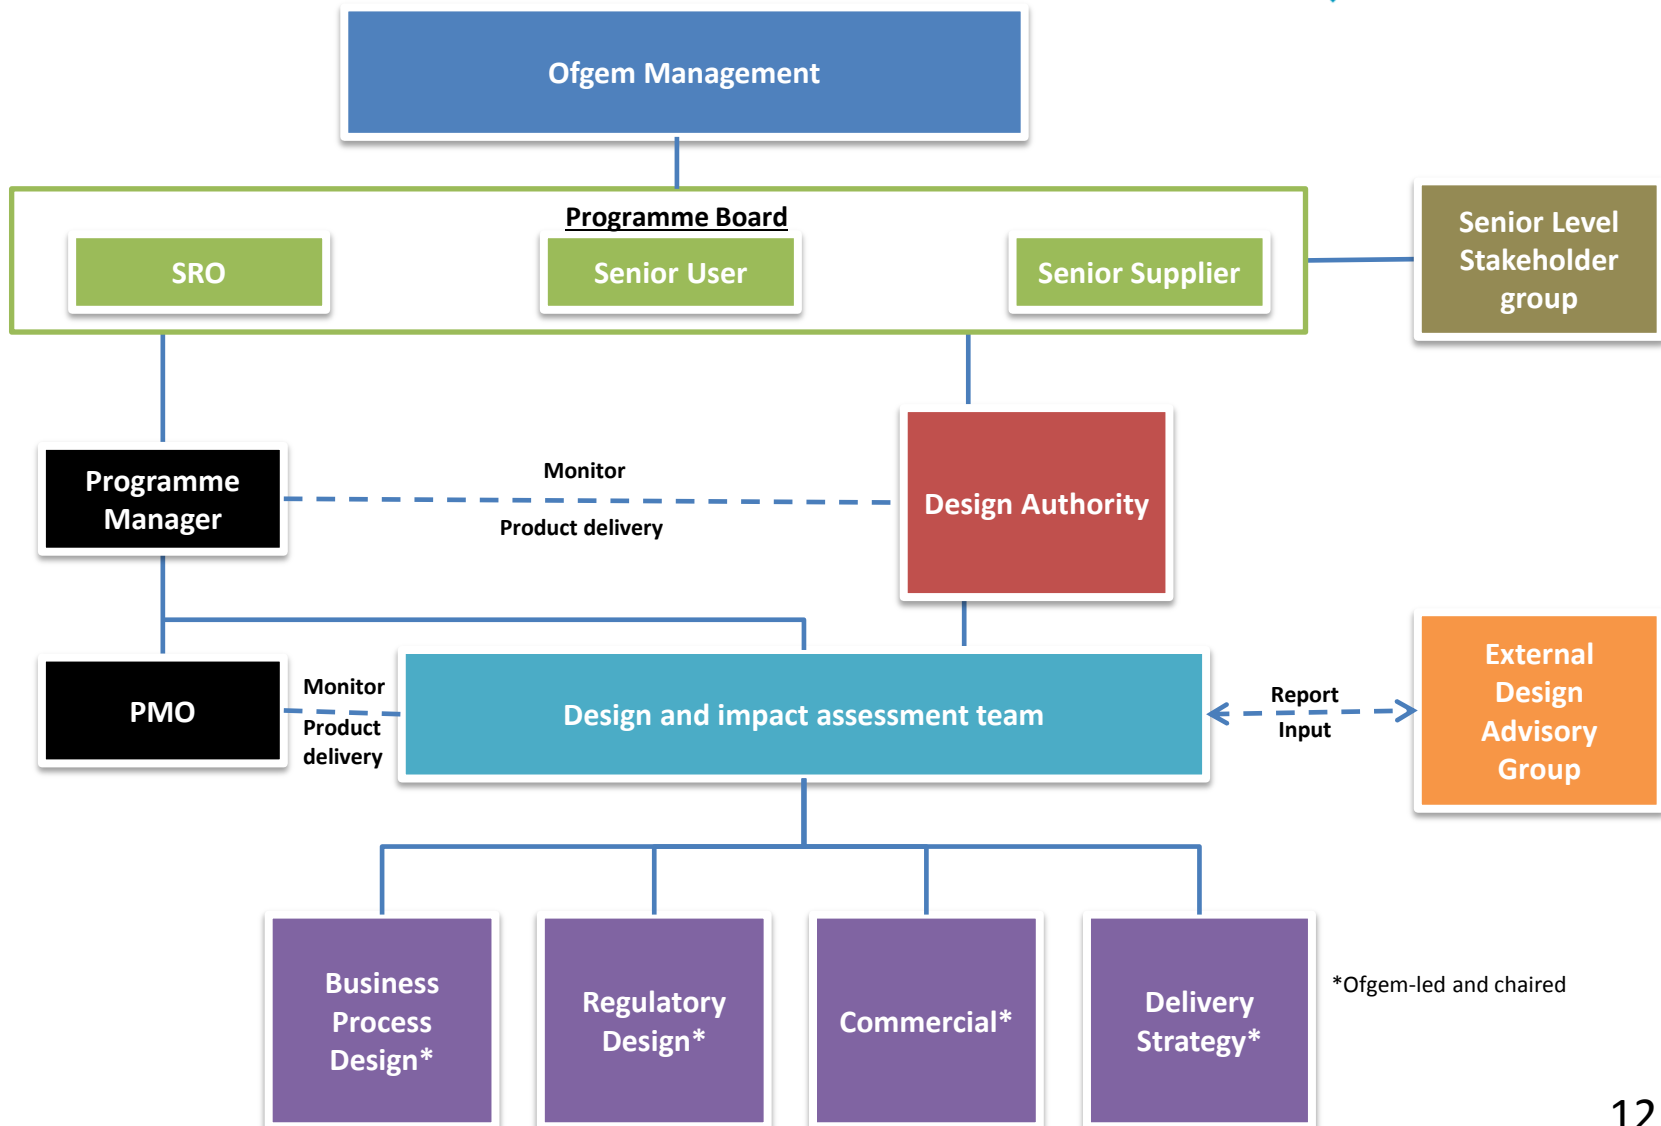 Ofgem Management
Programme Board
SRO
Senior User
Senior Supplier
Senior Level
Stakeholder
group
Programme
Manager
Monitor
Product delivery
Design Authority
PMO
Monitor
Product
delivery
Design and impact assessment team
Report
Input
External
Design
Advisory
Group
Business
Process
Design*
Regulatory
Design*
Commercial*
Delivery
Strategy*
*Ofgem-led and chaired
12